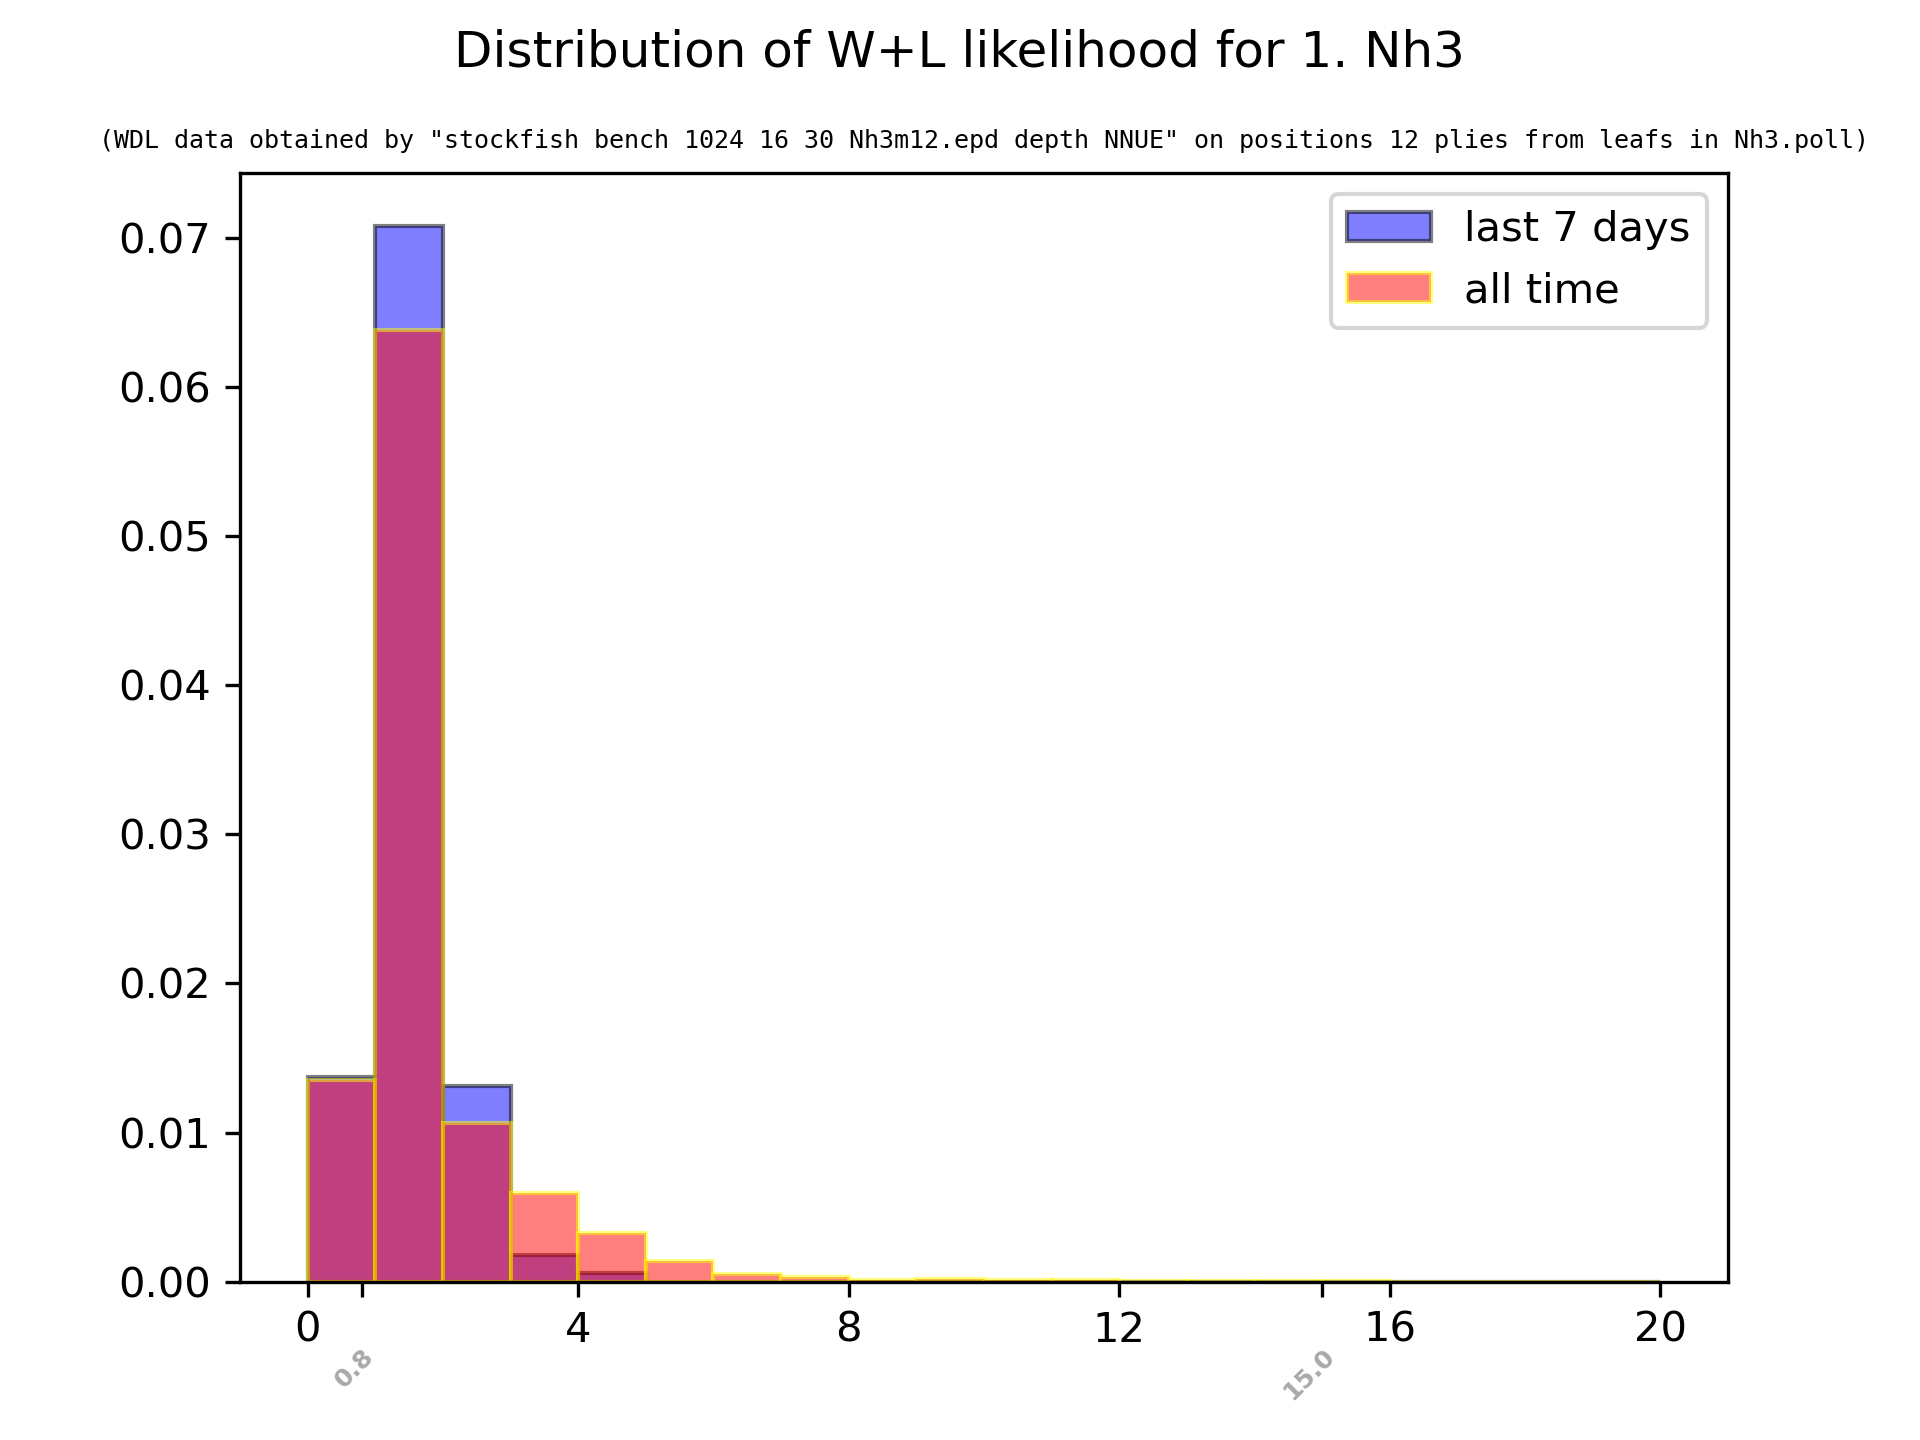 Distribution of W+L likelihood for 1. Nh3
(WDL data obtained by "stockfish bench 1024 16 30 Nh3m12.epd depth NNUE" on positions 12 plies from leafs in Nh3.poll)
last 7 days
all time
0.07
0.06
0.05
0.04
0.03
0.02
0.01
0.00
0 4 8 12 16 20
0.8 15.0